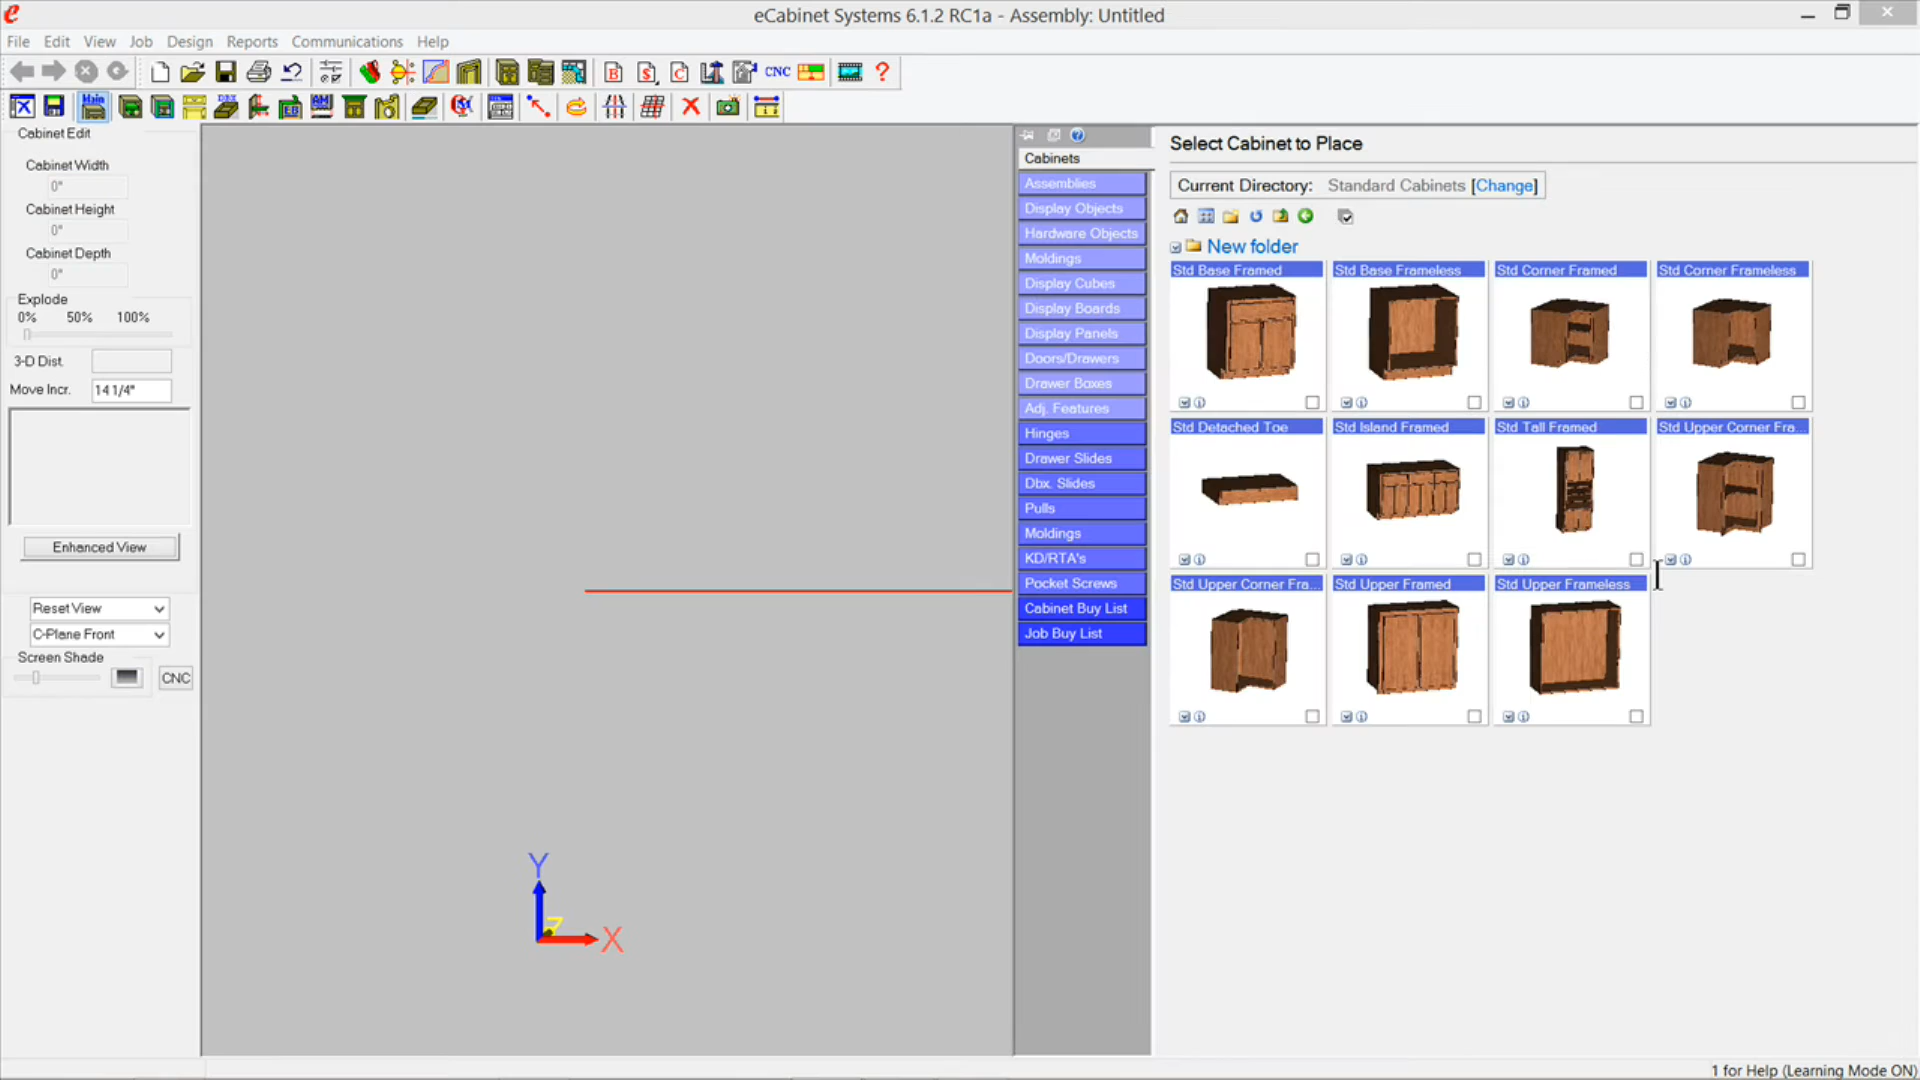 eCabinet Systems 6.1.2 RC1a - Assembly: Untitled
File Edit View Job Design Reports Communications Help
CNC
Main
Cabinet Edit
Cabinet Width
0"
Cabinet Height
0"
Cabinet Depth
0"
Explode
0% 50% 100%
3-D Dist.
Move Incr. 14 1/4"
Enhanced View
Reset View
C-Plane Front
Screen Shade
CNC
Y
Z
X
Cabinets
Assemblies
Display Objects
Hardware Objects
Moldings
Display Cubes
Display Boards
Display Panels
Doors/Drawers
Drawer Boxes
Adj. Features
Hinges
Drawer Slides
Dbx. Slides
Pulls
Moldings
KD/RTA's
Pocket Screws
Cabinet Buy List
Job Buy List
Select Cabinet to Place
Current Directory: Standard Cabinets [Change]
New folder
Std Base Framed Std Base Frameless Std Corner Framed Std Corner Frameless
Std Detached Toe Std Island Framed Std Tall Framed Std Upper Corner Fra...
Std Upper Corner Fra... Std Upper Framed Std Upper Frameless
1 for Help (Learning Mode ON)